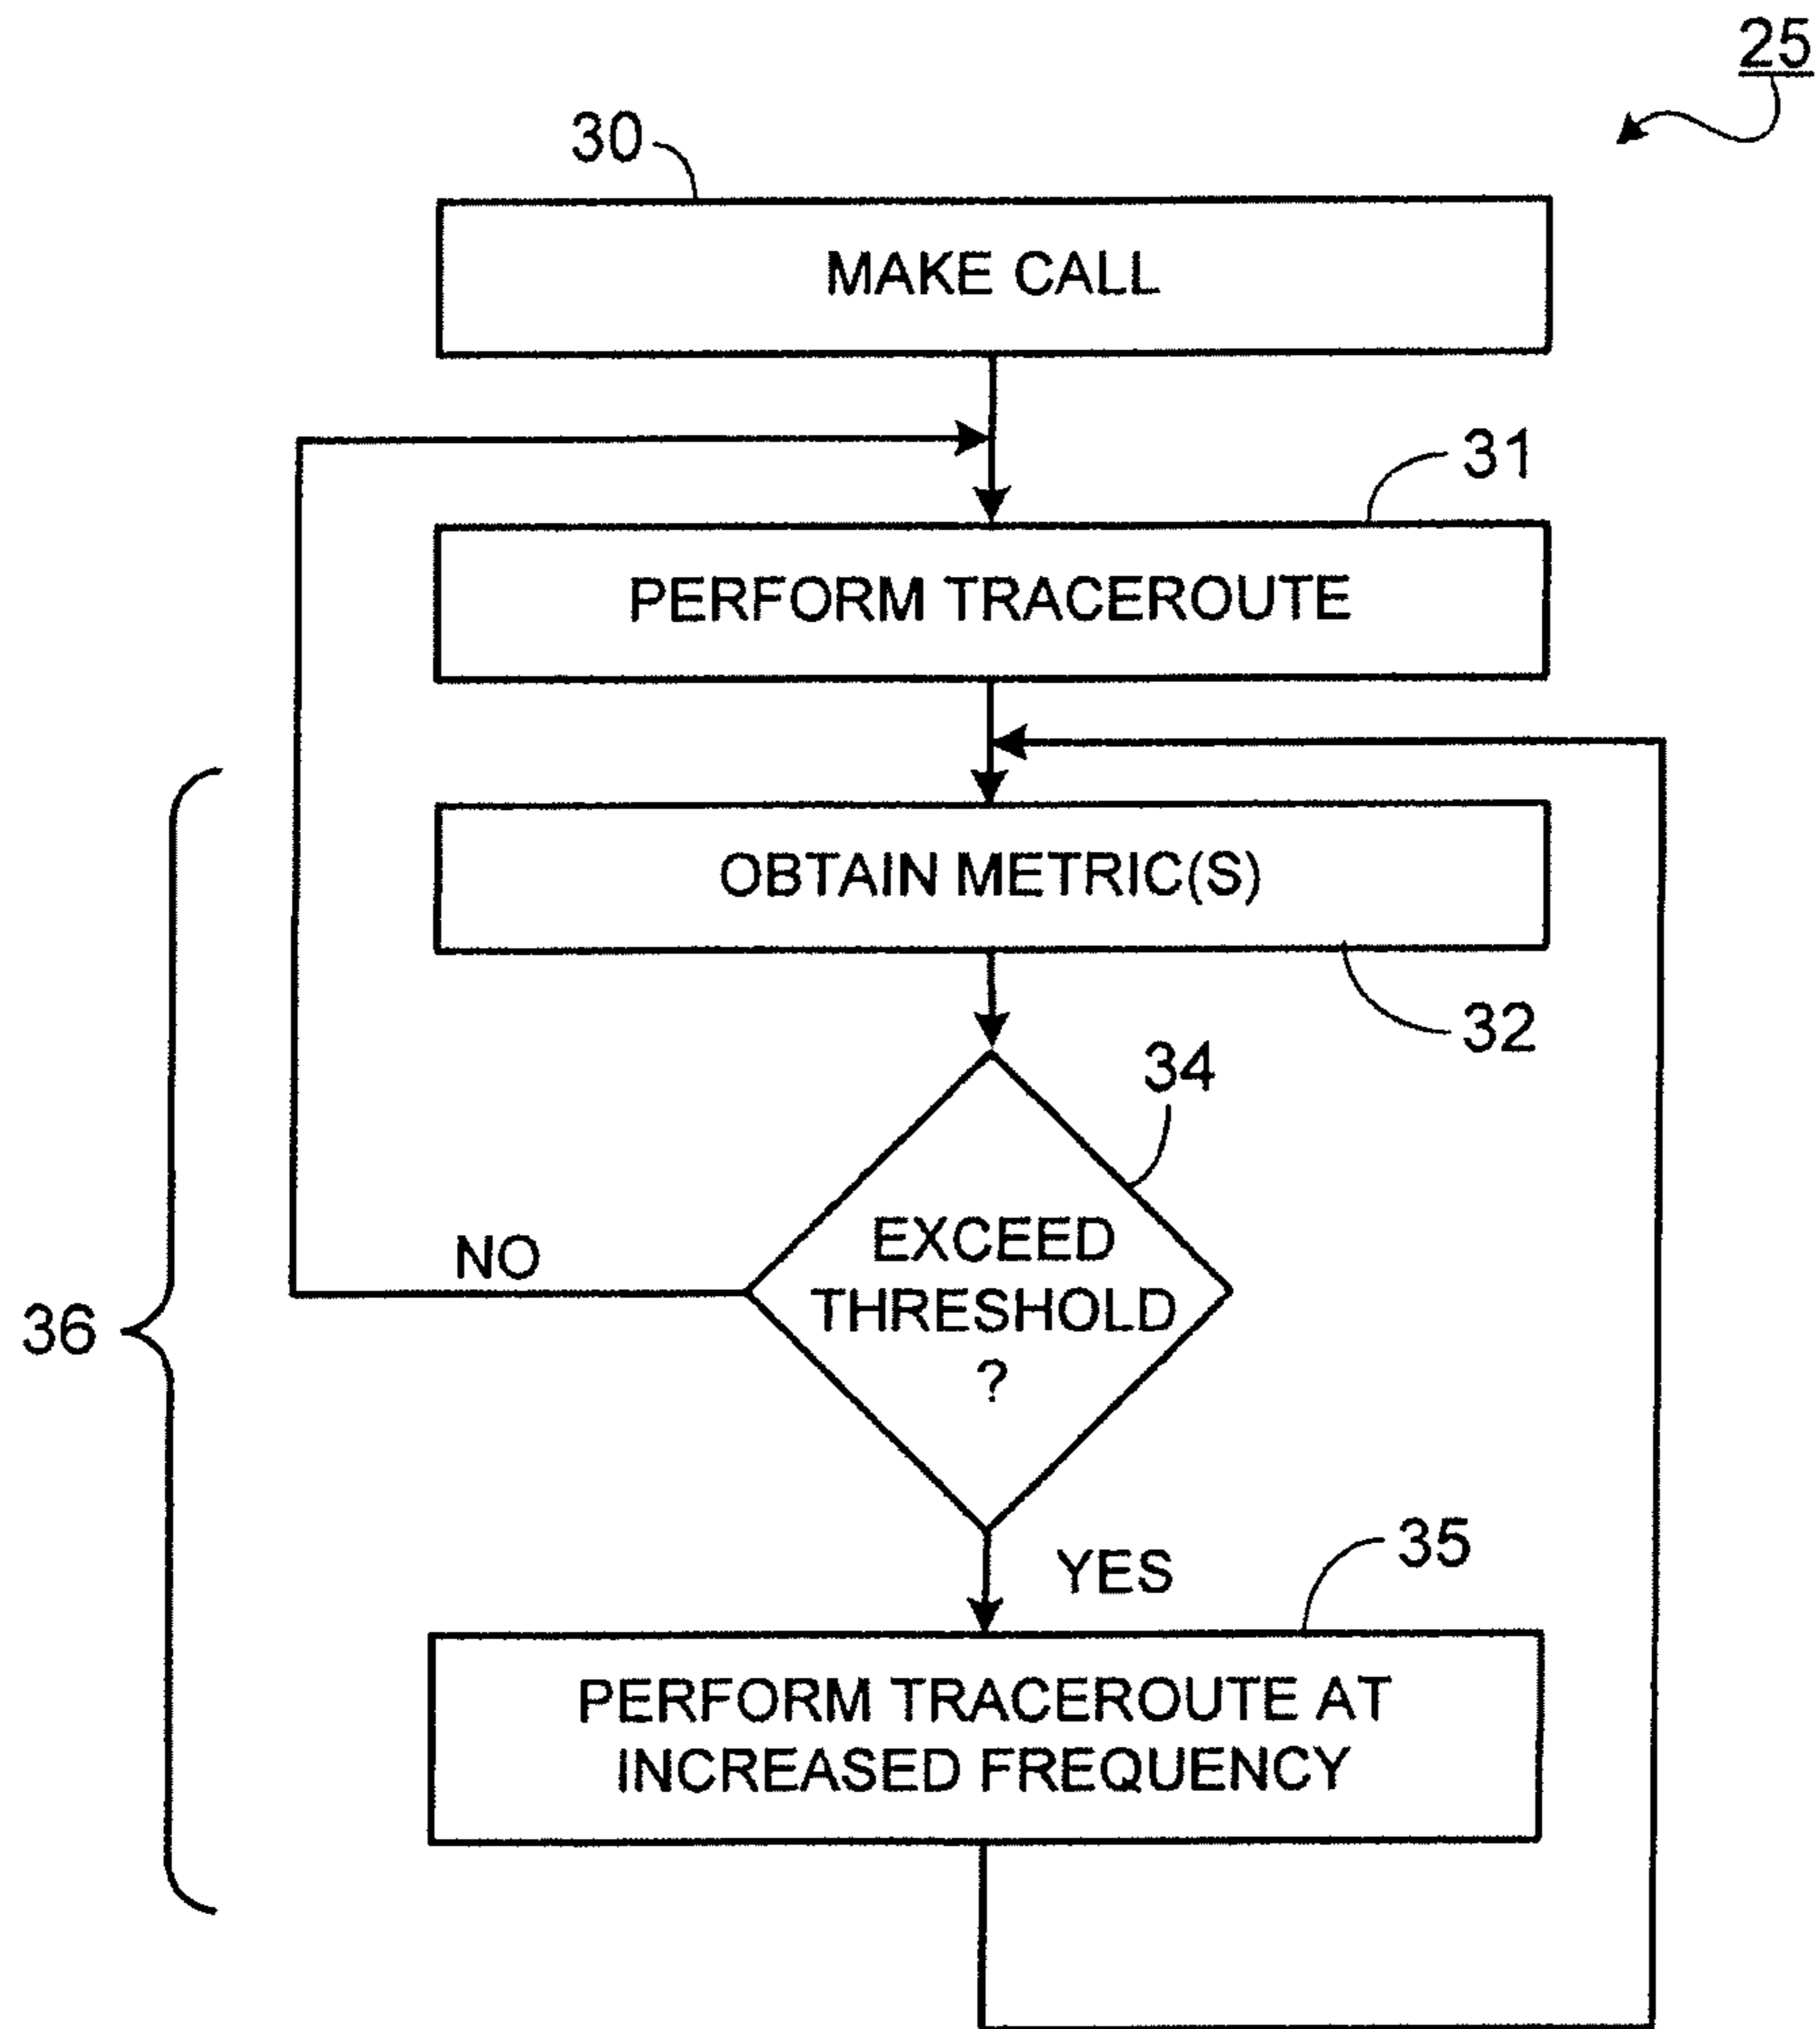 25
30
MAKE CALL
31
PERFORM TRACEROUTE
OBTAIN METRIC(S)
32
34
EXCEED
THRESHOLD
?
NO
36
YES
35
PERFORM TRACEROUTE AT
INCREASED FREQUENCY